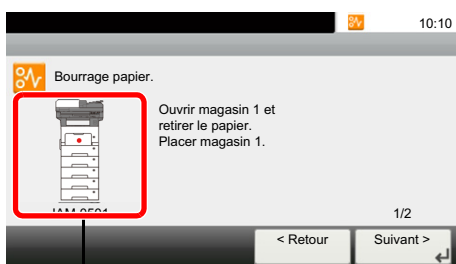 10:10
Bourrage papier.
Ouvrir magasin 1 et
retirer le papier.
Placer magasin 1.
1/2
< Retour
Suivant >